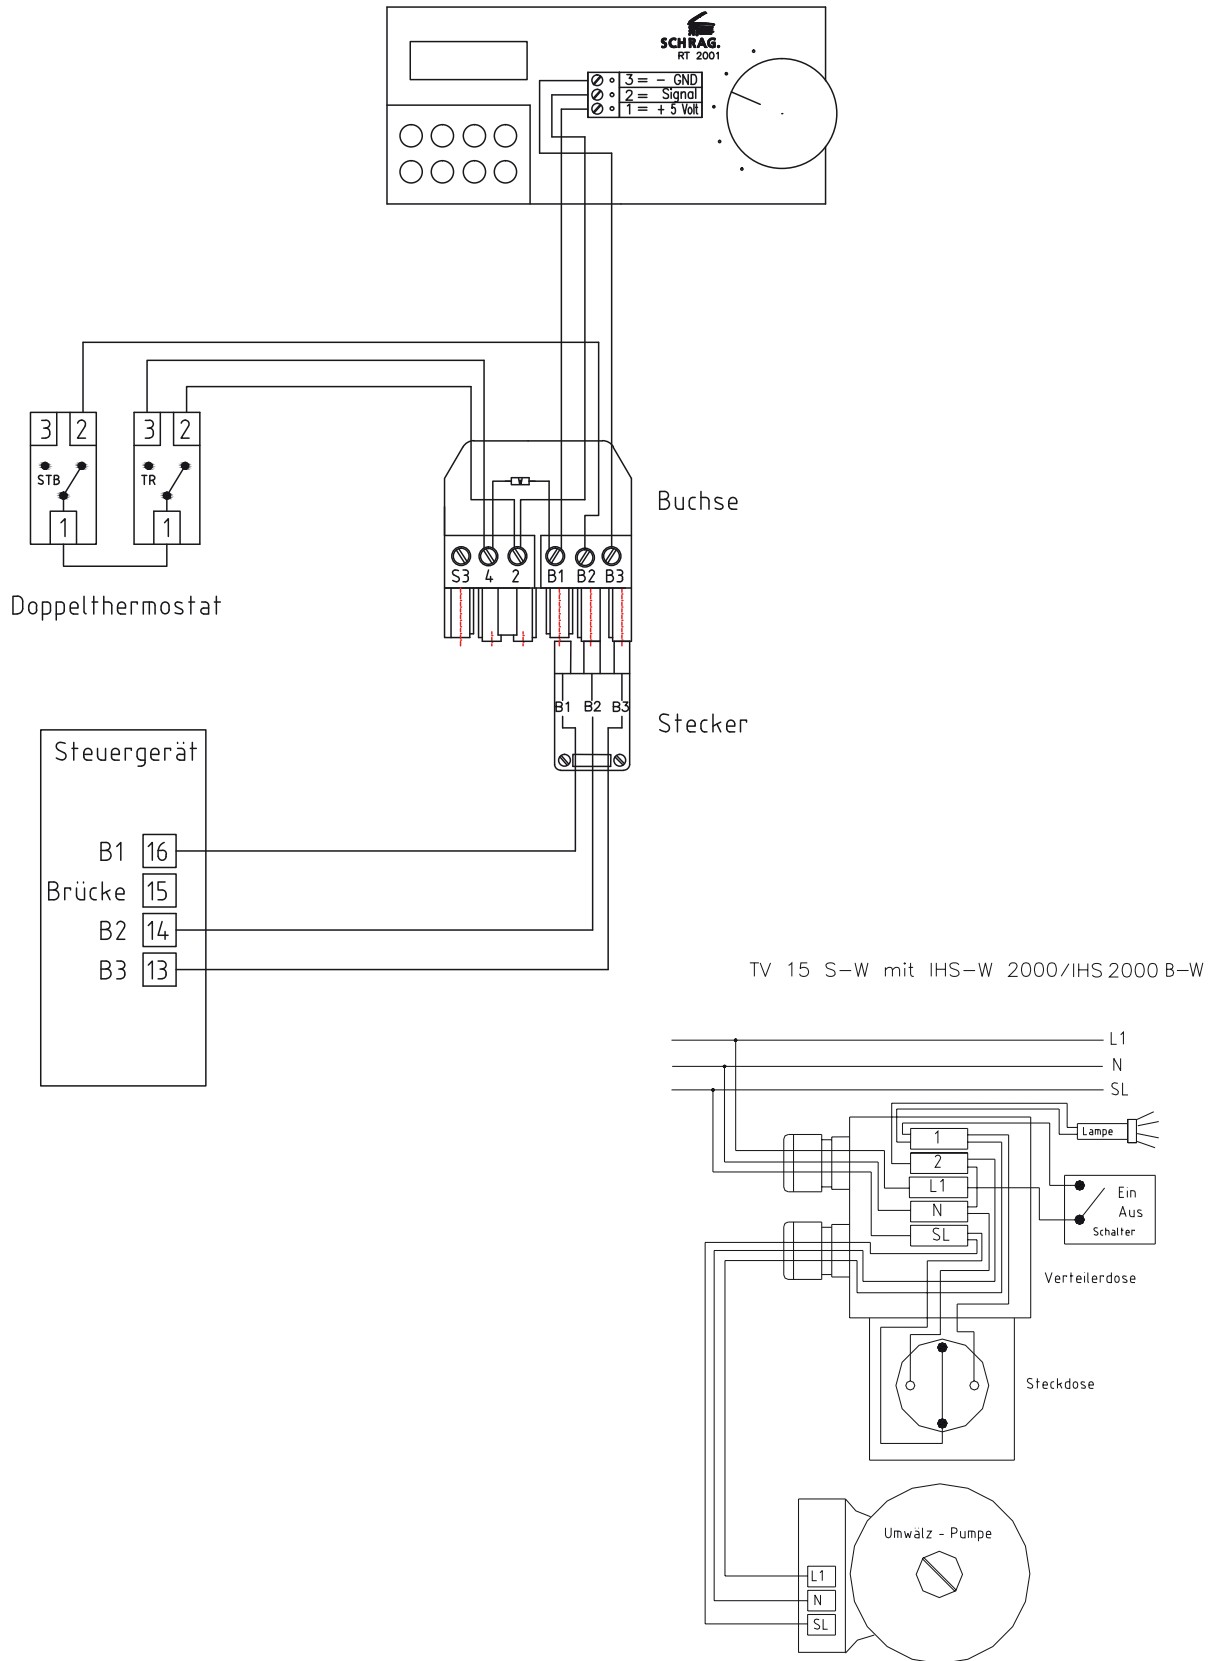 SCHRAG.
RT 2001
3 = - GND
2 = Signal
1 = + 5 Volt
3 2
3 2
STB
TR
1
1
Doppelthermostat
Buchse
S3 4 2 B1 B2 B3
B1 B2 B3
Stecker
Steuergerät
B1 16
Brücke 15
B2 14
B3 13
TV 15 S-W mit IHS-W 2000/IHS 2000 B-W
L1
N
SL
Lampe
1
2
L1
N
SL
Ein
Aus
Schalter
Verteilerdose
Steckdose
Umwälz - Pumpe
L1
N
SL